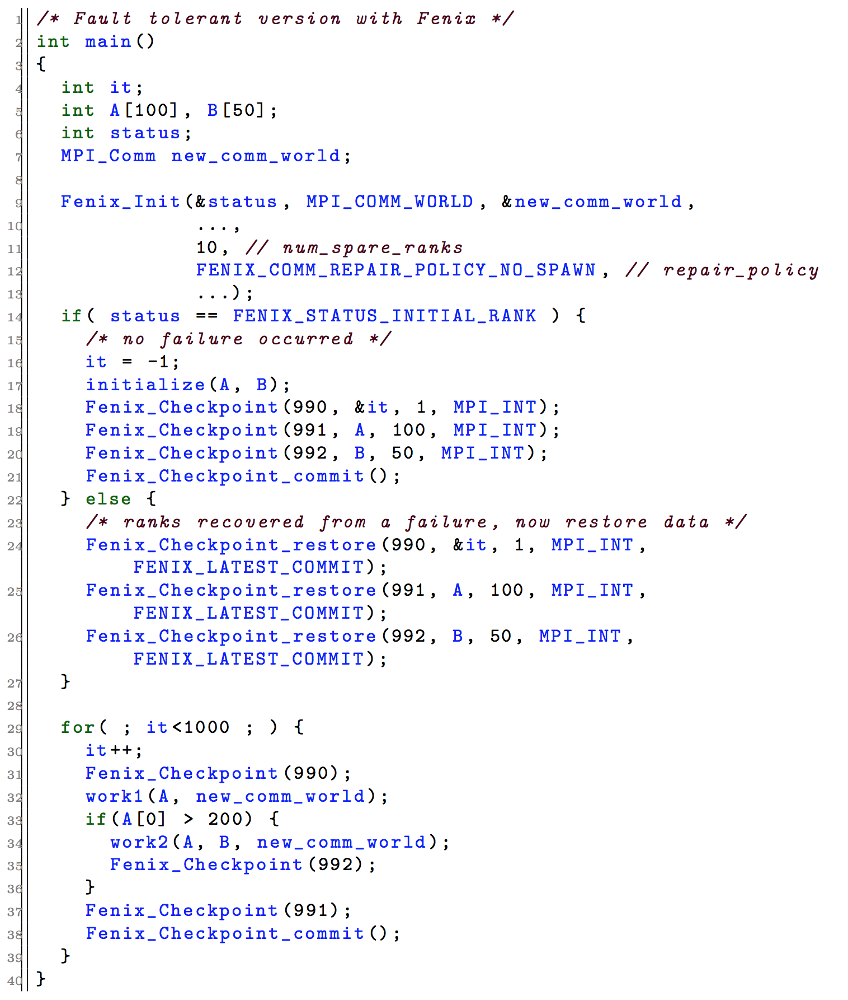 1 /* Fault tolerant version with Fenix */
2 int main()
3 {
4   int it;
5   int A[100], B[50];
6   int status;
7   MPI_Comm new_comm_world;
8
9   Fenix_Init(&status, MPI_COMM_WORLD, &new_comm_world,
10             ...,
11             10, // num_spare_ranks
12             FENIX_COMM_REPAIR_POLICY_NO_SPAWN, // repair_policy
13             ...);
14  if( status == FENIX_STATUS_INITIAL_RANK ) {
15    /* no failure occurred */
16    it = -1;
17    initialize(A, B);
18    Fenix_Checkpoint(990, &it, 1, MPI_INT);
19    Fenix_Checkpoint(991, A, 100, MPI_INT);
20    Fenix_Checkpoint(992, B, 50, MPI_INT);
21    Fenix_Checkpoint_commit();
22  } else {
23    /* ranks recovered from a failure, now restore data */
24    Fenix_Checkpoint_restore(990, &it, 1, MPI_INT,
          FENIX_LATEST_COMMIT);
25    Fenix_Checkpoint_restore(991, A, 100, MPI_INT,
          FENIX_LATEST_COMMIT);
26    Fenix_Checkpoint_restore(992, B, 50, MPI_INT,
          FENIX_LATEST_COMMIT);
27  }
28
29  for( ; it<1000 ; ) {
30    it++;
31    Fenix_Checkpoint(990);
32    work1(A, new_comm_world);
33    if(A[0] > 200) {
34      work2(A, B, new_comm_world);
35      Fenix_Checkpoint(992);
36    }
37    Fenix_Checkpoint(991);
38    Fenix_Checkpoint_commit();
39  }
40 }